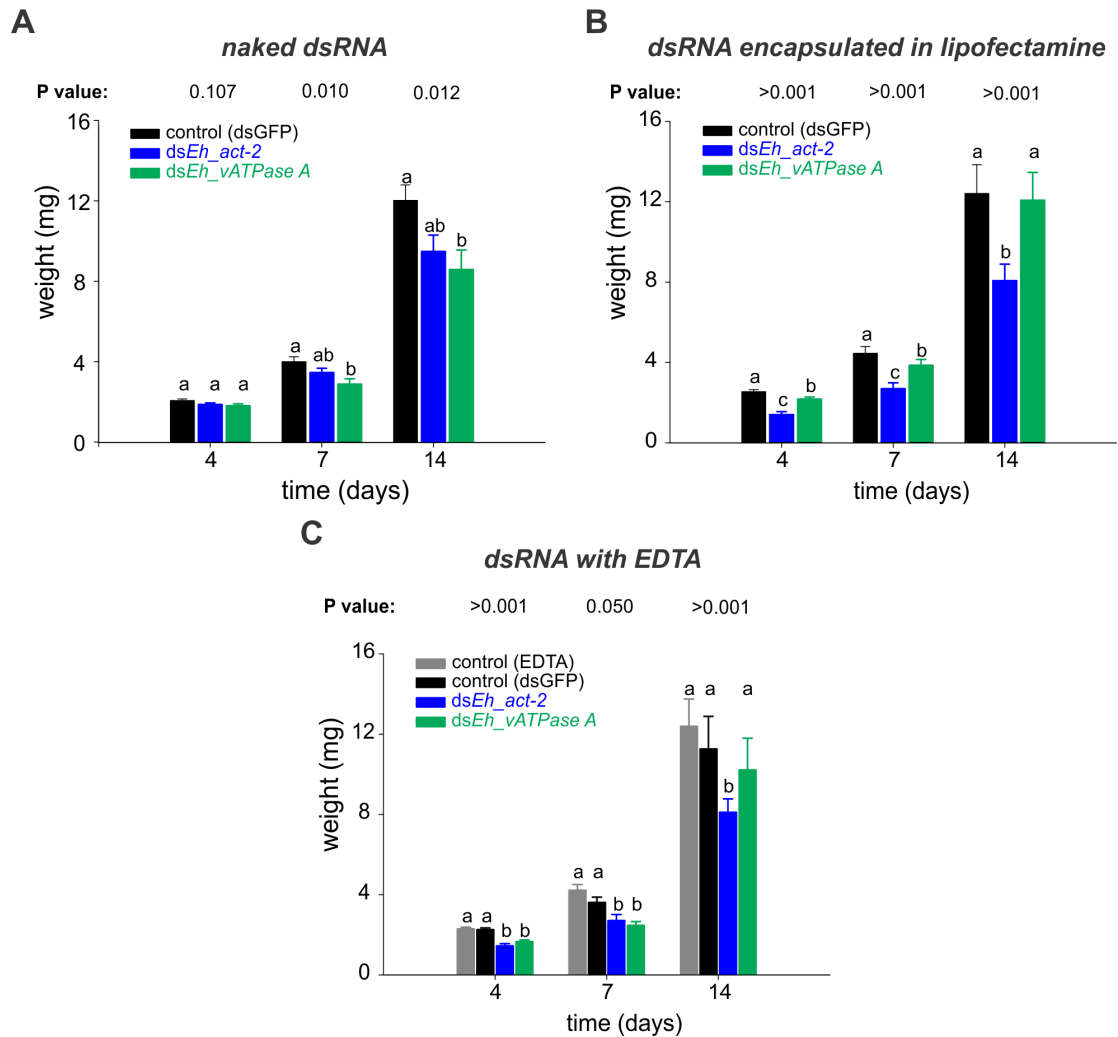 A
naked dsRNA
P value: 0.107 0.010 0.012
16
12
8
4
0
weight (mg)
control (dsGFP)
dsEh_act-2
dsEh_vATPase A
a a a
a ab b
a ab b
4 7 14
time (days)
B
dsRNA encapsulated in lipofectamine
P value: >0.001 >0.001 >0.001
16
12
8
4
0
weight (mg)
control (dsGFP)
dsEh_act-2
dsEh_vATPase A
a c b
a c b
a b a
4 7 14
time (days)
C
dsRNA with EDTA
P value: >0.001 0.050 >0.001
16
12
8
4
0
weight (mg)
control (EDTA)
control (dsGFP)
dsEh_act-2
dsEh_vATPase A
a a b b
a a b b
a a b a
4 7 14
time (days)